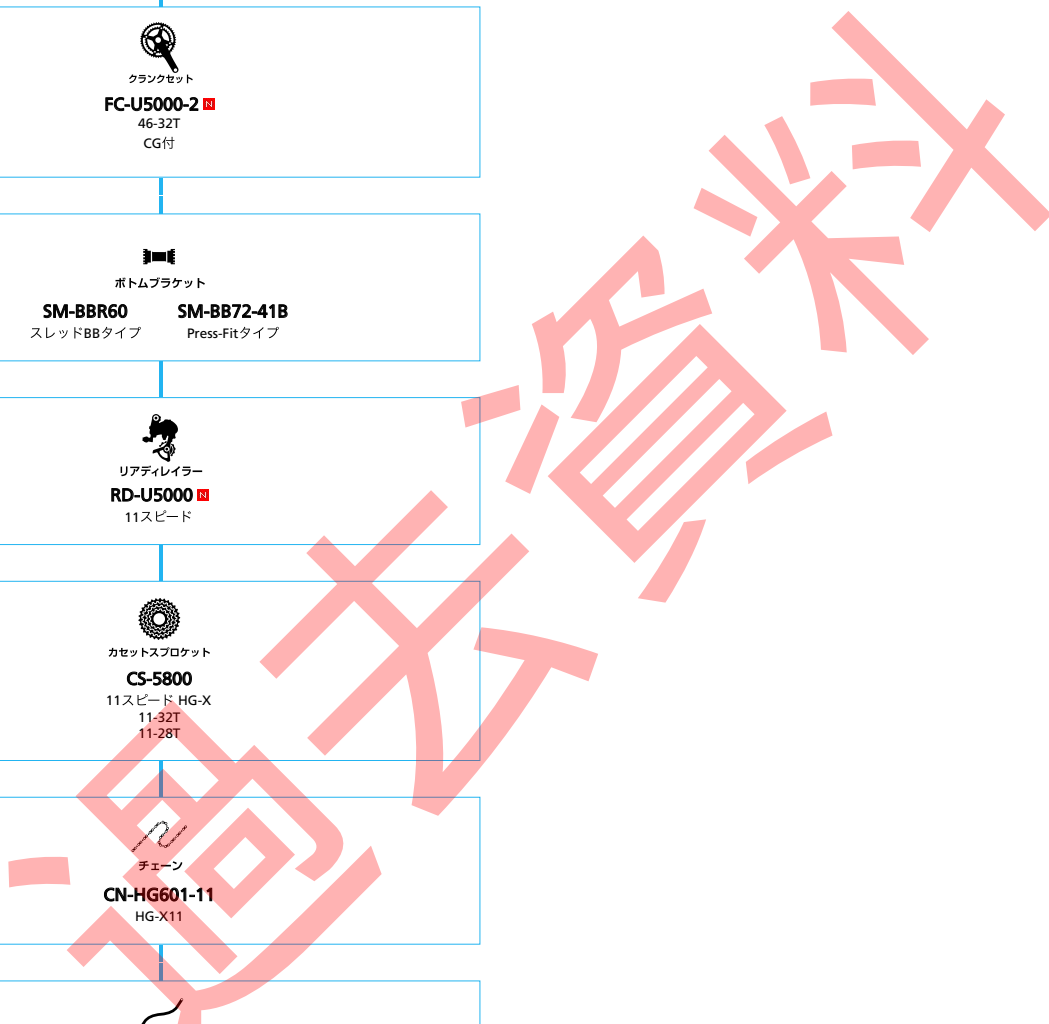 クランクセット
FC-U5000-2 N
46-32T
CG付
ボトムブラケット
SM-BBR60 SM-BB72-41B
スレッドBBタイプ Press-Fitタイプ
リアディレイラー
RD-U5000 N
11スピード
カセットスプロケット
CS-5800
11スピード HG-X
11-32T
11-28T
チェーン
CN-HG601-11
HG-X11
過去資料